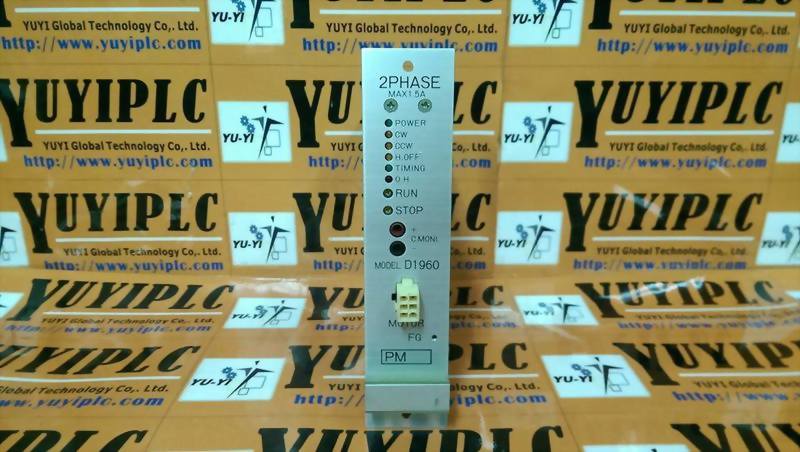 2PHASE
MAX1.5A
POWER
CW
CCW
H.OFF
TIMING
O.H
RUN
STOP
+
C.MONI.
-
MODEL D1960
MOTOR
FG
PM
YUYIPLC
YUYI Global Technology Co,. Ltd.
http://www.yuyiplc.com
YU-YI